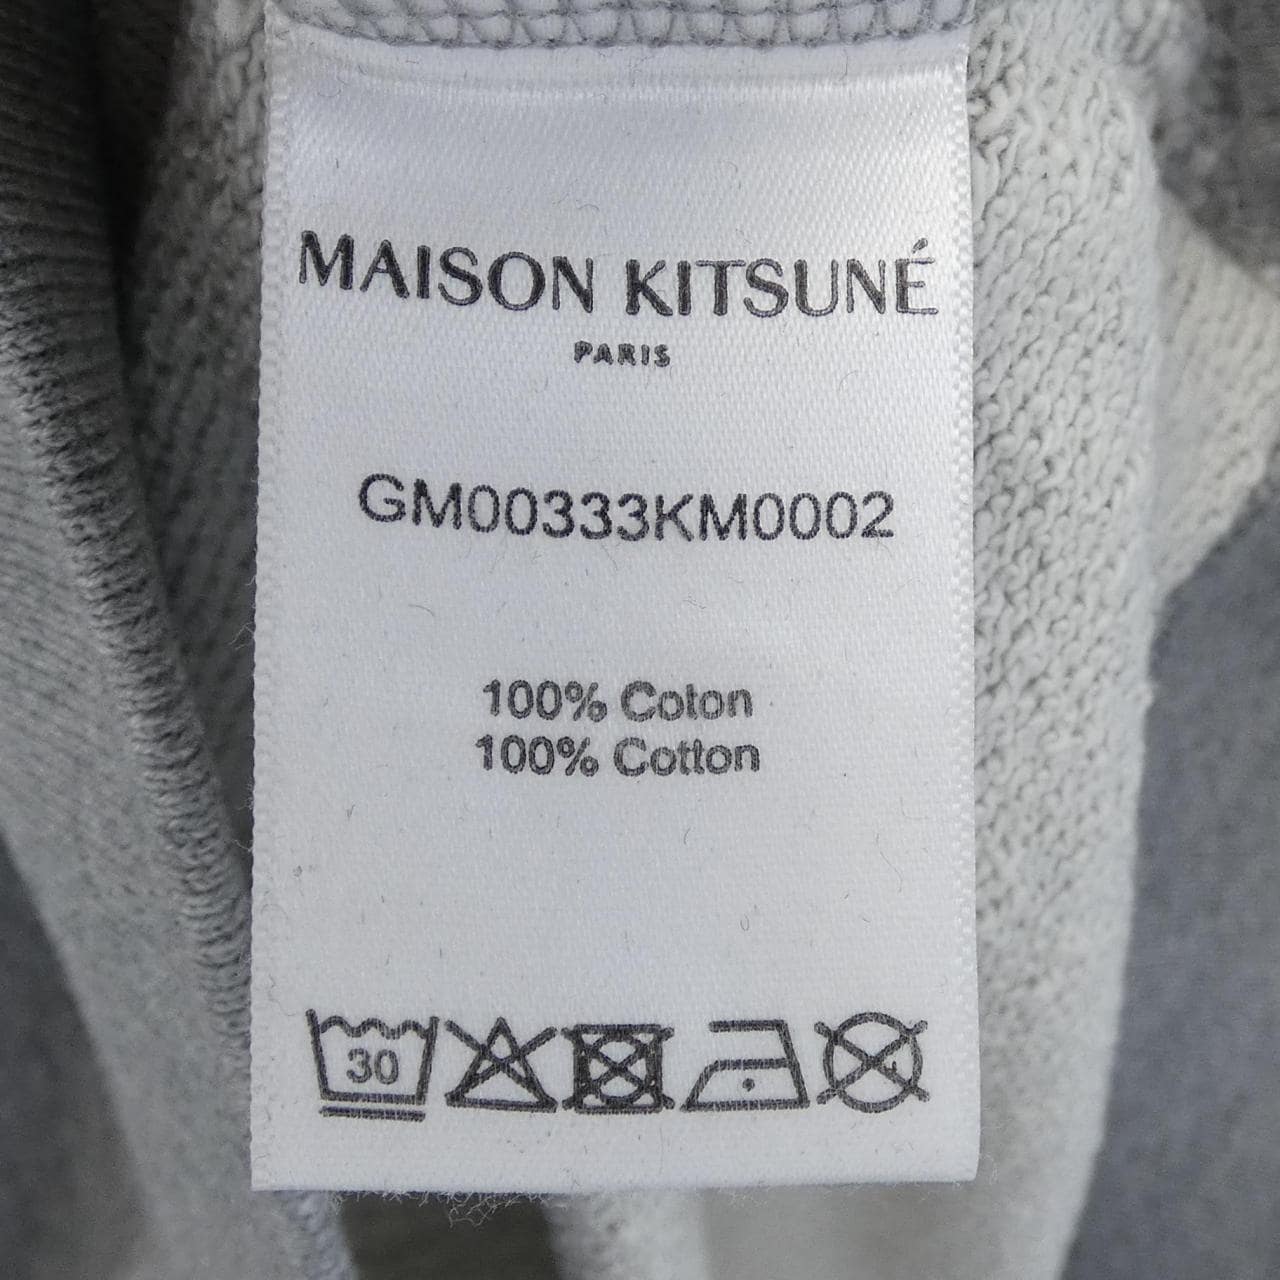 MAISON KITSUNÉ
PARIS
GM00333KM0002
100% Coton
100% Cotton
30